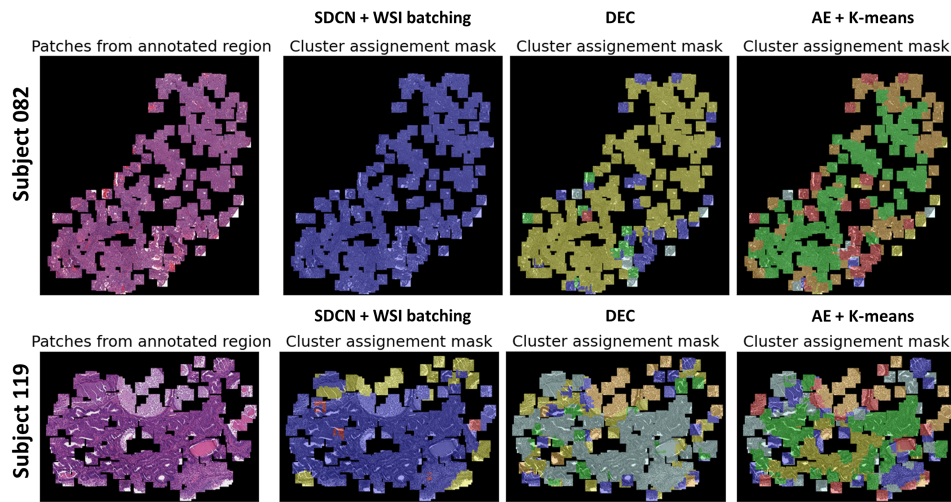 SDCN + WSI batching DEC AE + K-means
Patches from annotated region Cluster assignement mask Cluster assignement mask Cluster assignement mask
Subject 082
SDCN + WSI batching DEC AE + K-means
Patches from annotated region Cluster assignement mask Cluster assignement mask Cluster assignement mask
Subject 119